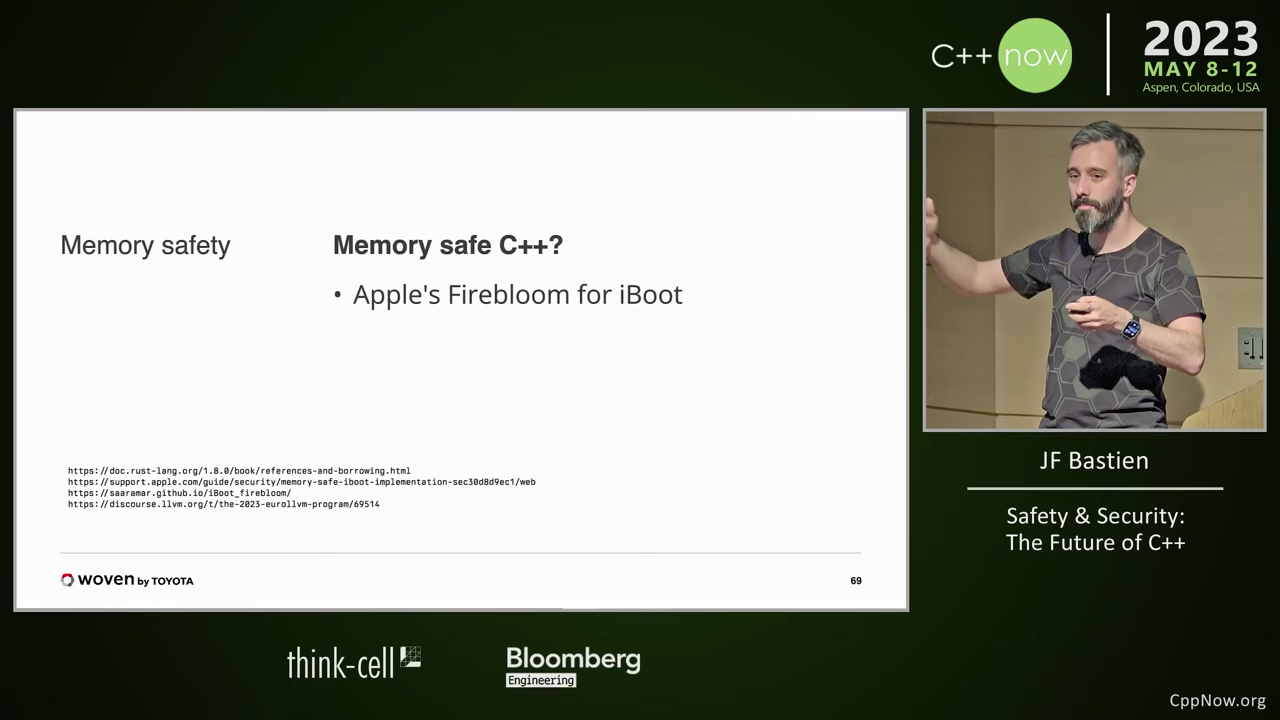 C++ now
2023
MAY 8-12
Aspen, Colorado, USA
Memory safety
Memory safe C++?
• Apple's Firebloom for iBoot
https://doc.rust-lang.org/1.8.0/book/references-and-borrowing.html
https://support.apple.com/guide/security/memory-safe-iboot-implementation-sec30d8d9ec1/web
https://saaramar.github.io/iBoot_firebloom/
https://discourse.llvm.org/t/the-2023-eurollvm-program/69514
woven by TOYOTA
69
JF Bastien
Safety & Security:
The Future of C++
think-cell
Bloomberg
Engineering
CppNow.org